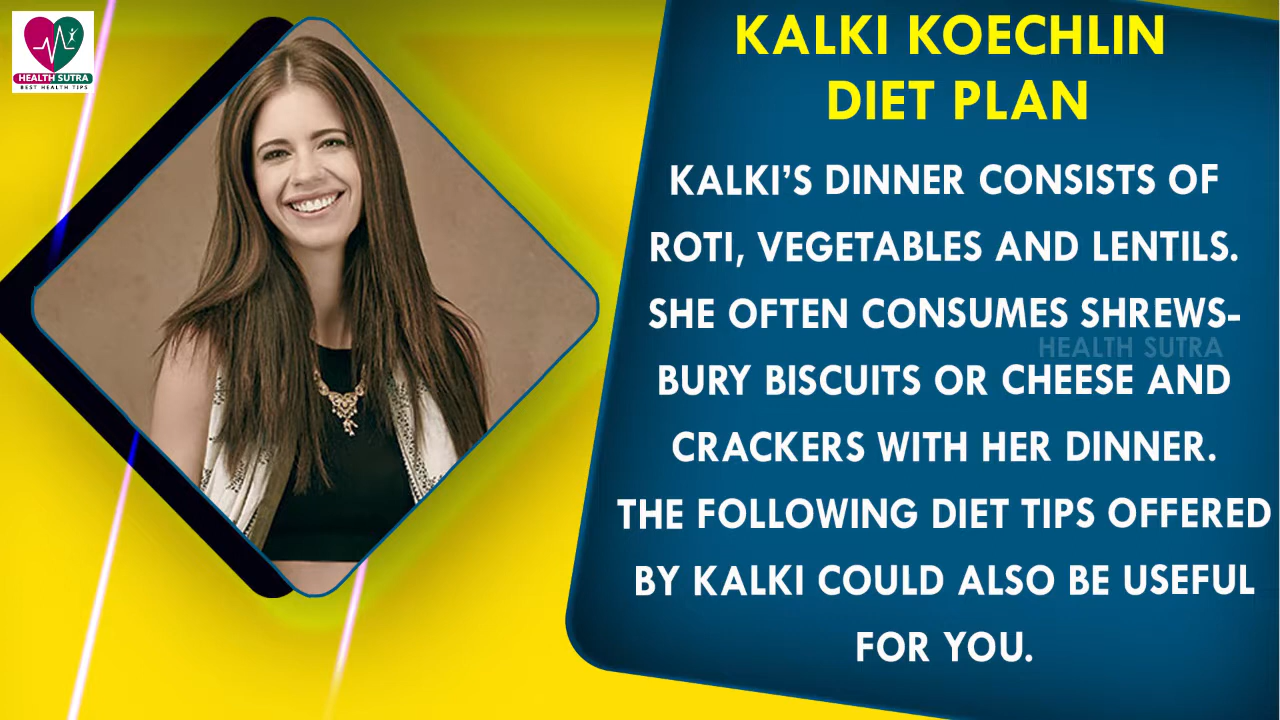 HEALTH SUTRA
BEST HEALTH TIPS
KALKI KOECHLIN
DIET PLAN
KALKI'S DINNER CONSISTS OF
ROTI, VEGETABLES AND LENTILS.
SHE OFTEN CONSUMES SHREWS-
HEALTH SUTRA
BURY BISCUITS OR CHEESE AND
CRACKERS WITH HER DINNER.
THE FOLLOWING DIET TIPS OFFERED
BY KALKI COULD ALSO BE USEFUL
FOR YOU.